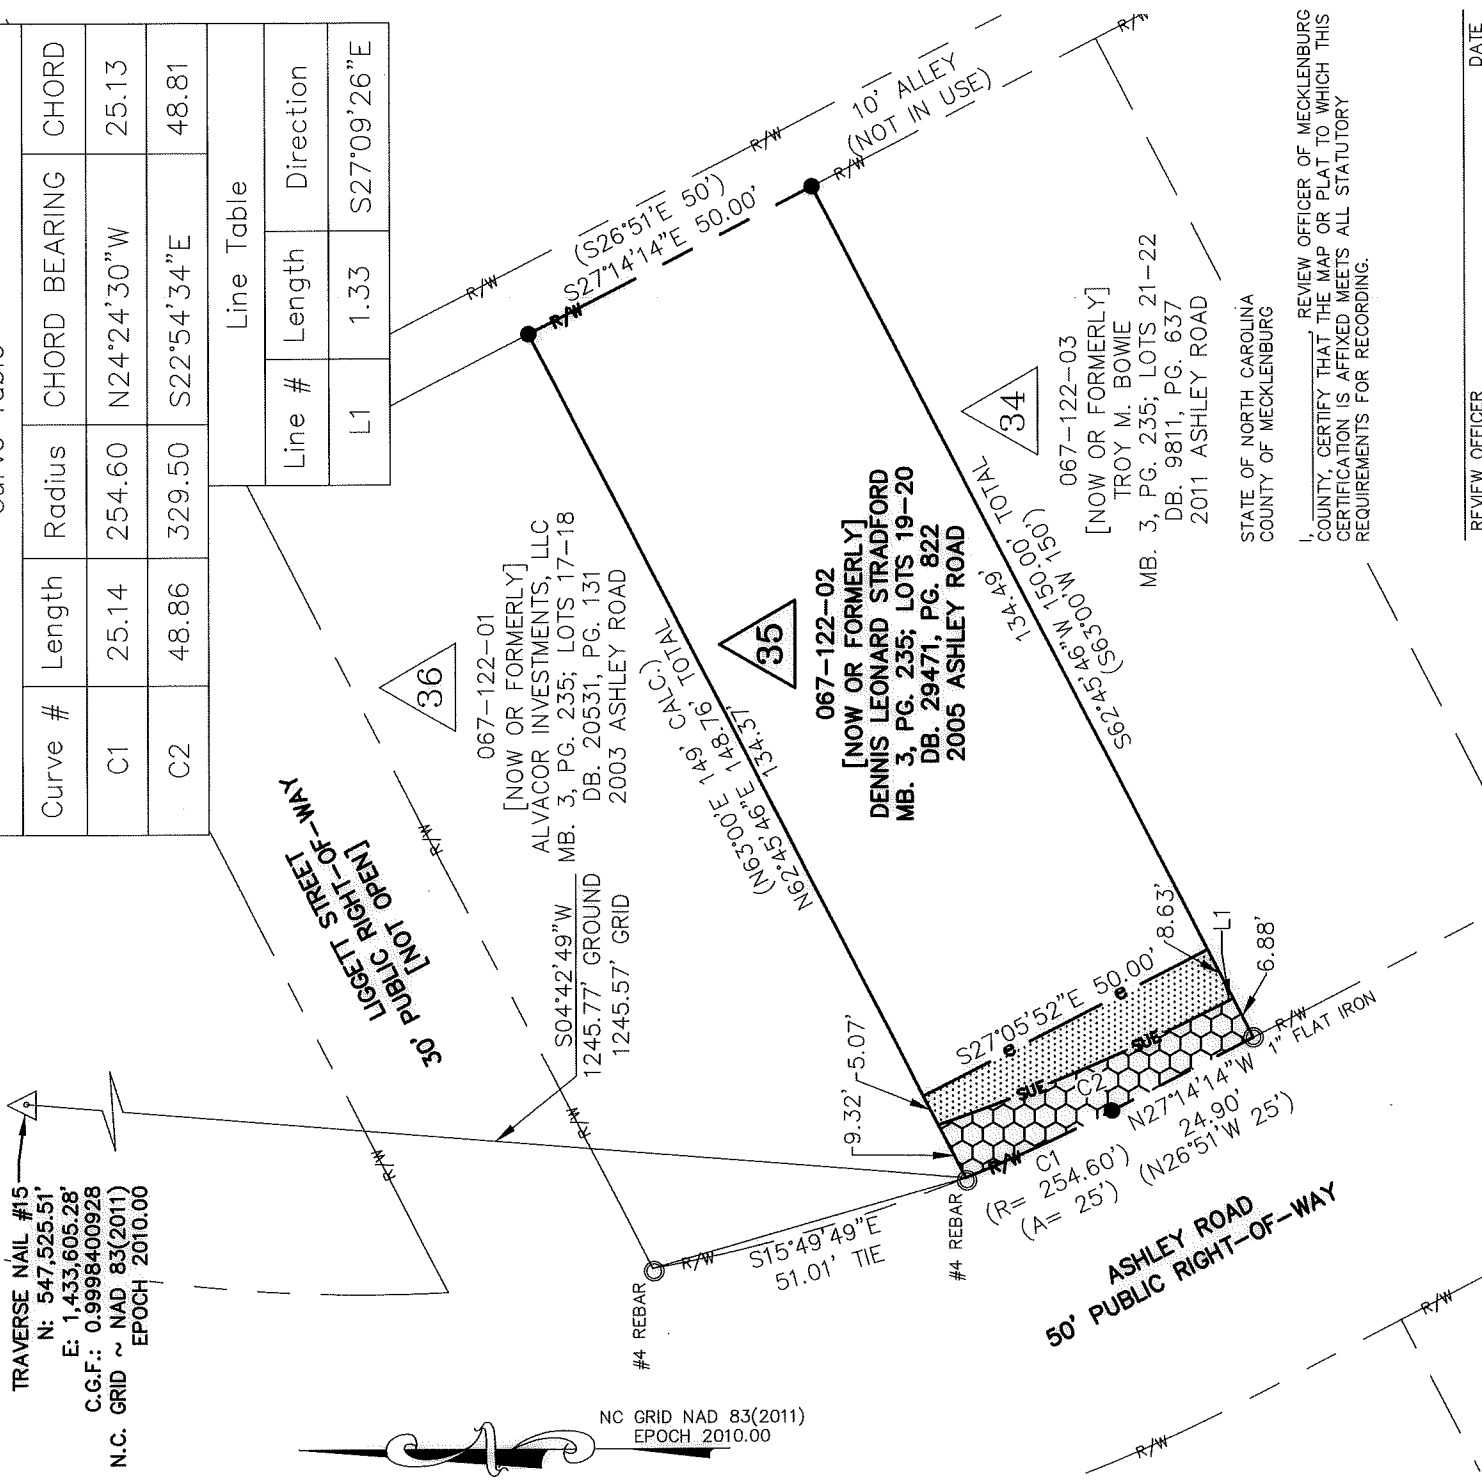 Curve Table
Curve # Length Radius CHORD BEARING CHORD
C1 25.14 254.60 N24°24'30"W 25.13
C2 48.86 329.50 S22°54'34"E 48.81
Line Table
Line # Length Direction
L1 1.33 S27°09'26"E
TRAVERSE NAIL #15
N: 547,525.51'
E: 1,433,605.28'
C.G.F.: 0.99984009 28
N.C. GRID ~ NAD 83(2011)
EPOCH 2010.00
LIGGETT STREET
30' PUBLIC RIGHT-OF-WAY
[NOT OPEN]
R/W
R/W
R/W
R/W
S04°42'49"W
1245.77' GROUND
1245.57' GRID
36
067-122-01
[NOW OR FORMERLY]
ALVACOR INVESTMENTS, LLC
MB. 3, PG. 235; LOTS 17-18
DB. 20531, PG. 131
2003 ASHLEY ROAD
R/W
(S26°51'E 50')
S27°14'14"E 50.00'
R/W
R/W
R/W
R/W
10' ALLEY
(NOT IN USE)
(N63°00'E 149' CALC.)
N62°45'46"E 148.76' TOTAL
134.37'
35
067-122-02
[NOW OR FORMERLY]
DENNIS LEONARD STRADFORD
MB. 3, PG. 235; LOTS 19-20
DB. 29471, PG. 822
2005 ASHLEY ROAD
134.49'
S62°45'46"W 150.00' TOTAL
(S63°00'W 150')
34
067-122-03
[NOW OR FORMERLY]
TROY M. BOWIE
MB. 3, PG. 235; LOTS 21-22
DB. 9811, PG. 637
2011 ASHLEY ROAD
#4 REBAR
R/W
S15°49'49"E
51.01' TIE
#4 REBAR
9.32'
5.07'
S27°05'52"E 50.00'
e
e
8.63'
L1
6.88'
SUE
SUE
C2
R/W
C1
(R= 254.60')
(A= 25')
N27°14'14"W
24.90'
(N26°51'W 25')
R/W
1" FLAT IRON
ASHLEY ROAD
50' PUBLIC RIGHT-OF-WAY
R/W
R/W
NC GRID NAD 83(2011)
EPOCH 2010.00
STATE OF NORTH CAROLINA
COUNTY OF MECKLENBURG
I, ____________, REVIEW OFFICER OF MECKLENBURG
COUNTY, CERTIFY THAT THE MAP OR PLAT TO WHICH THIS
CERTIFICATION IS AFFIXED MEETS ALL STATUTORY
REQUIREMENTS FOR RECORDING.
REVIEW OFFICER DATE